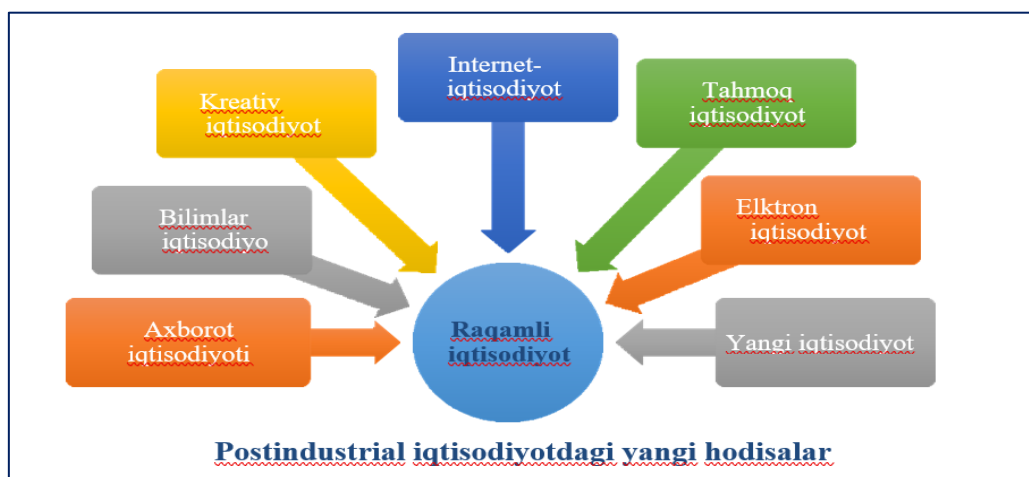 Internet-
iqtisodiyot
Kreativ
iqtisodiyot
Tahmoq
iqtisodiyot
Bilimlar
iqtisodiyo
Elktron
iqtisodiyot
Axborot
iqtisodiyoti
Raqamli
iqtisodiyot
Yangi iqtisodiyot
Postindustrial iqtisodiyotdagi yangi hodisalar